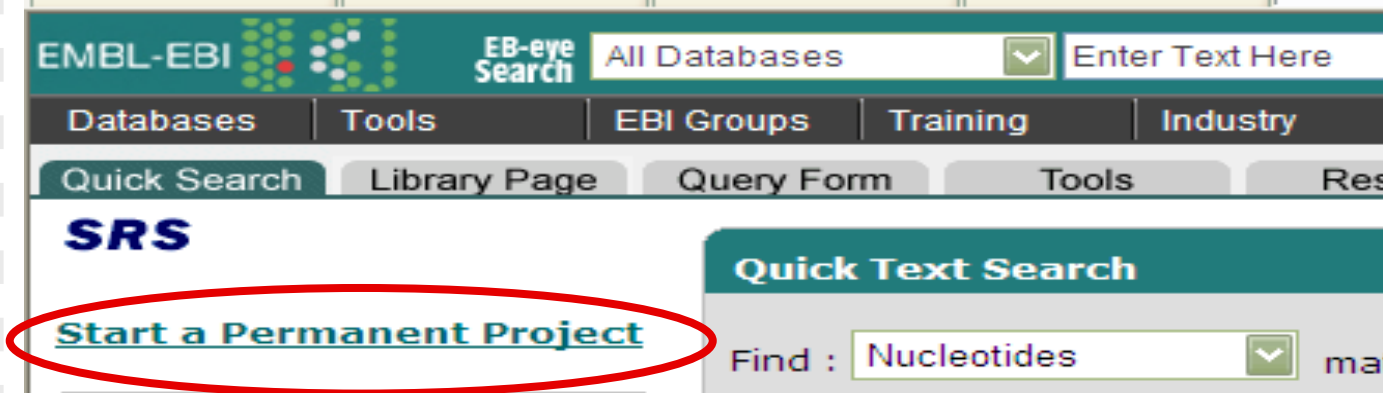 EMBL-EBI EB-eye Search All Databases Enter Text Here
Databases Tools EBI Groups Training Industry
Quick Search Library Page Query Form Tools
SRS
Quick Text Search
Start a Permanent Project
Find : Nucleotides